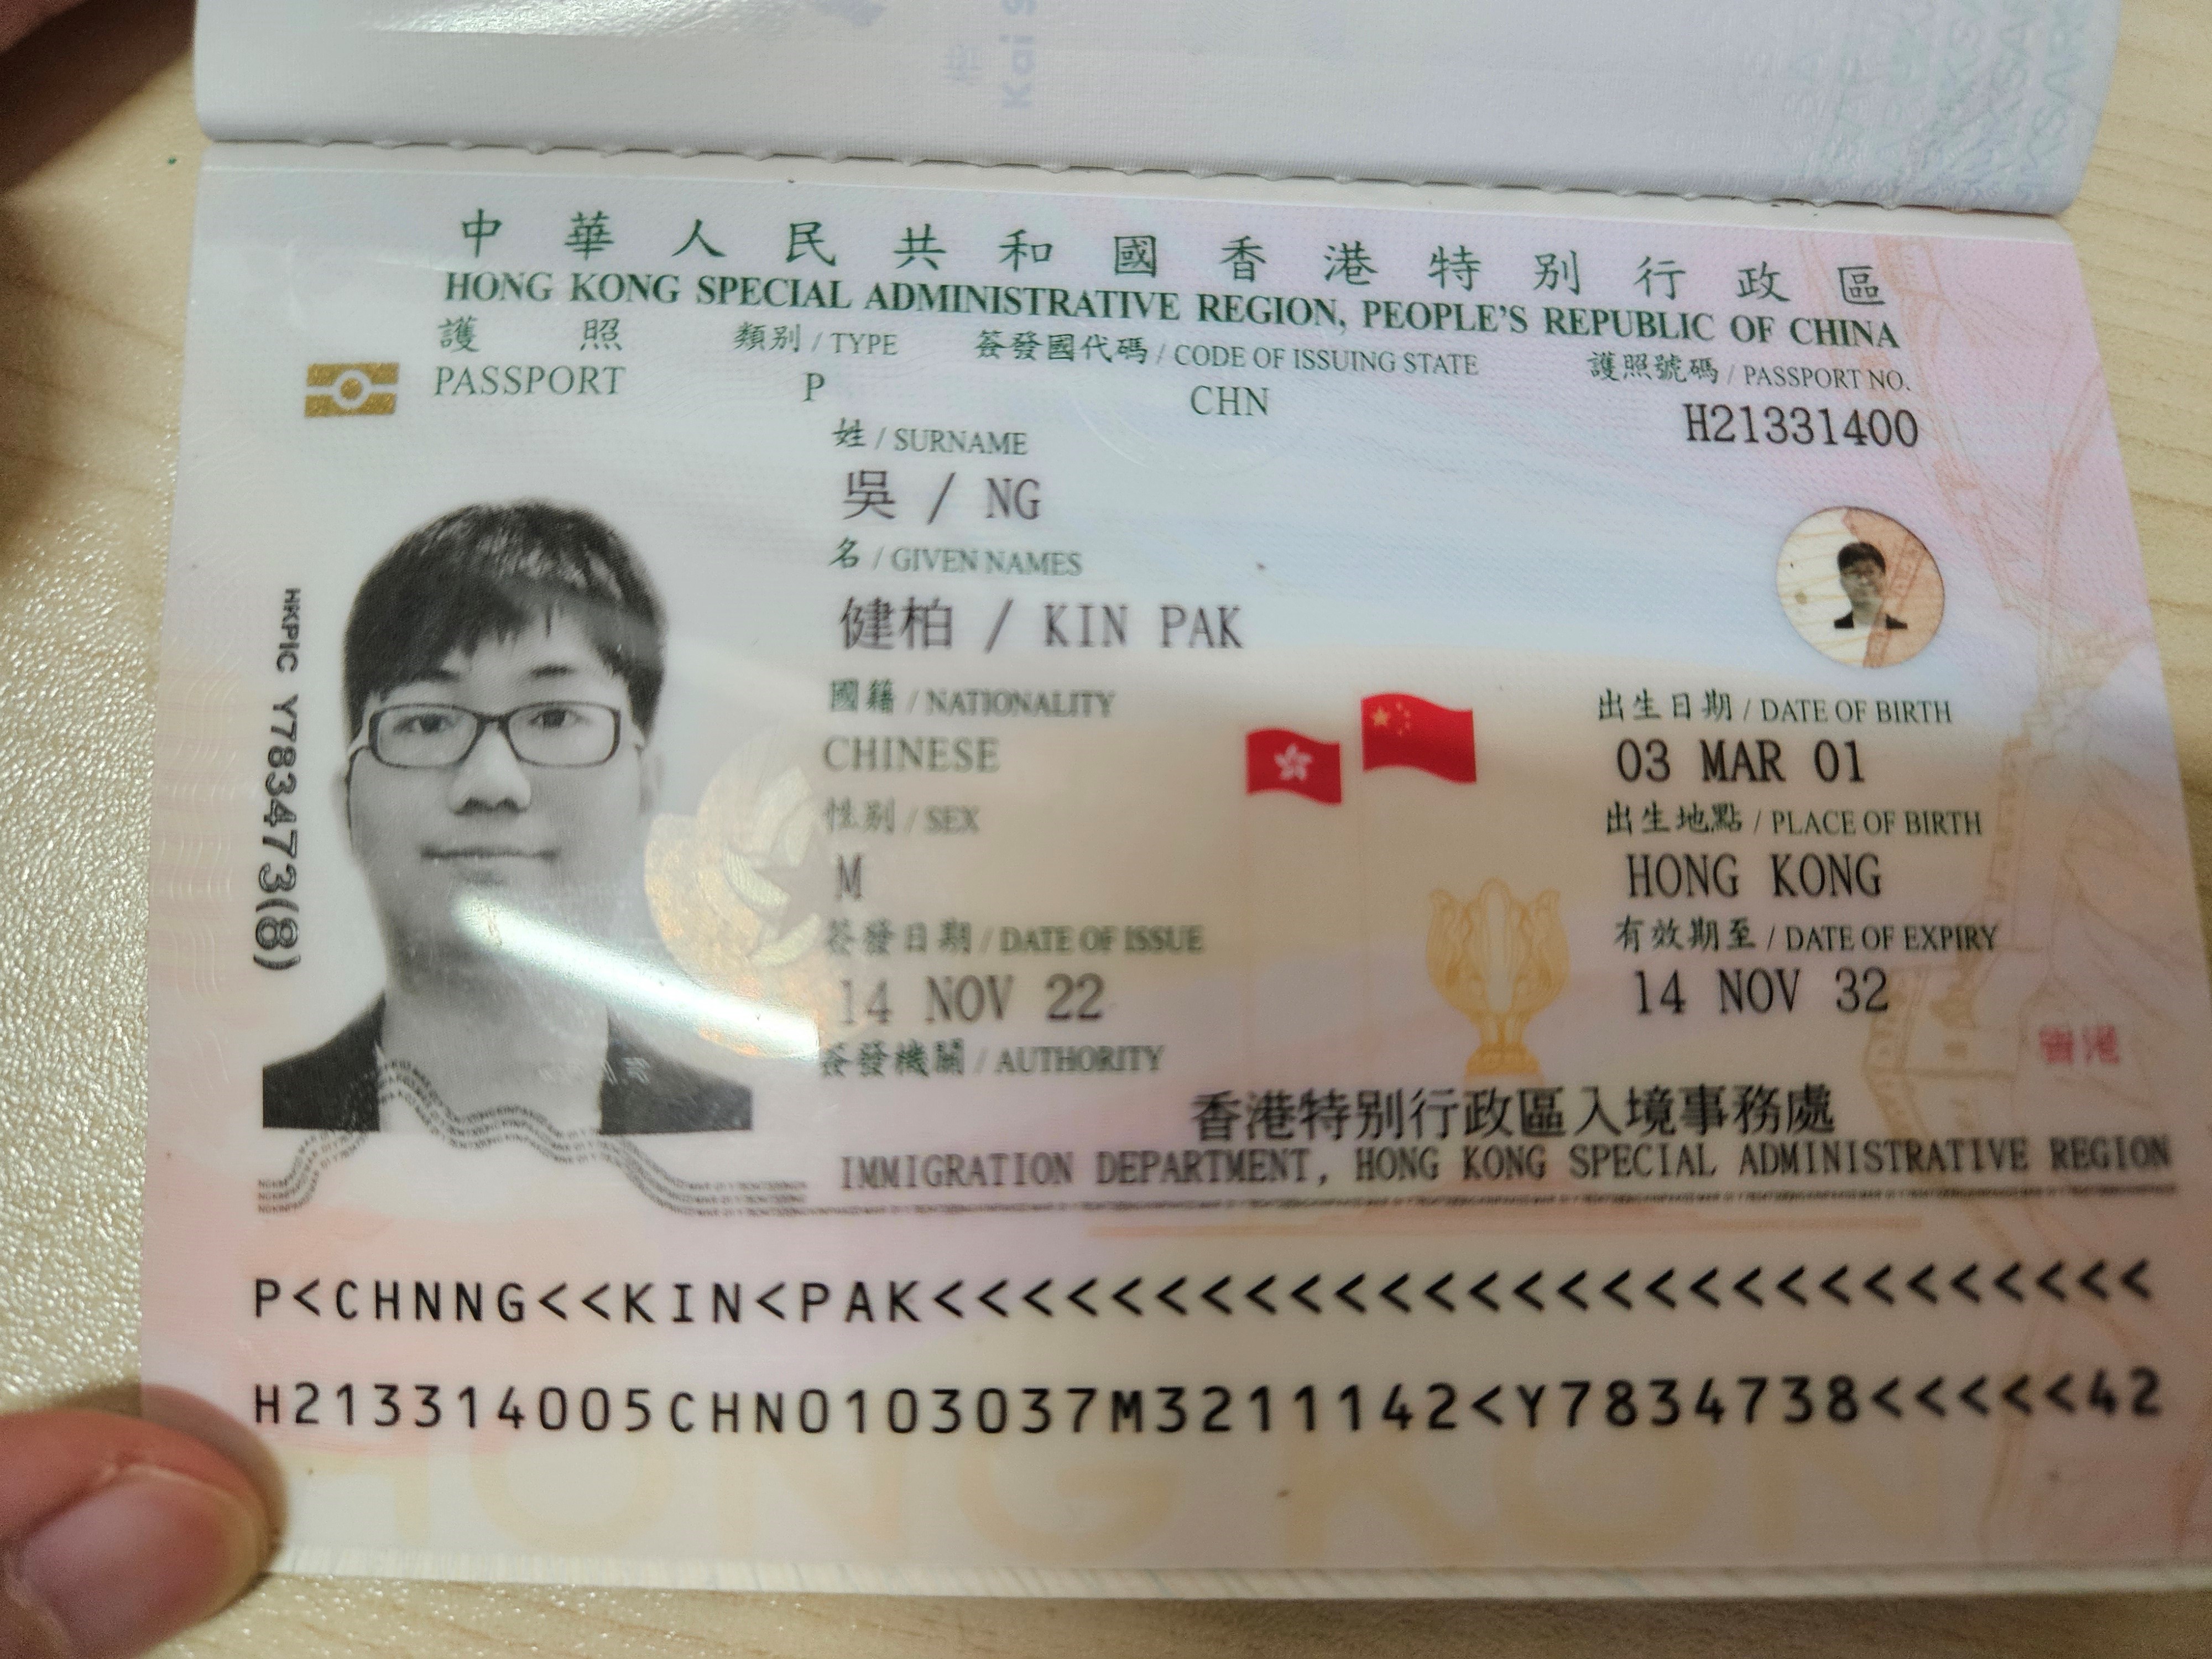 中華人民共和國香港特別行政區
HONG KONG SPECIAL ADMINISTRATIVE REGION, PEOPLE'S REPUBLIC OF CHINA
護照 類別 / TYPE 簽發國代碼 / CODE OF ISSUING STATE 護照號碼 / PASSPORT NO.
PASSPORT P CHN H21331400
姓 / SURNAME
吳 / NG
名 / GIVEN NAMES
健柏 / KIN PAK
國籍 / NATIONALITY 出生日期 / DATE OF BIRTH
CHINESE 03 MAR 01
性別 / SEX 出生地點 / PLACE OF BIRTH
M HONG KONG
簽發日期 / DATE OF ISSUE 有效期至 / DATE OF EXPIRY
14 NOV 22 14 NOV 32
簽發機關 / AUTHORITY
香港
香港特別行政區入境事務處
IMMIGRATION DEPARTMENT, HONG KONG SPECIAL ADMINISTRATIVE REGION
HKPIC Y7834473(8)
P<CHNNG<<KIN<PAK<<<<<<<<<<<<<<<<<<<<<<<<<<<<
H213314005CHN0103037M3211142<Y7834738<<<<<42
HONG KON
Kai